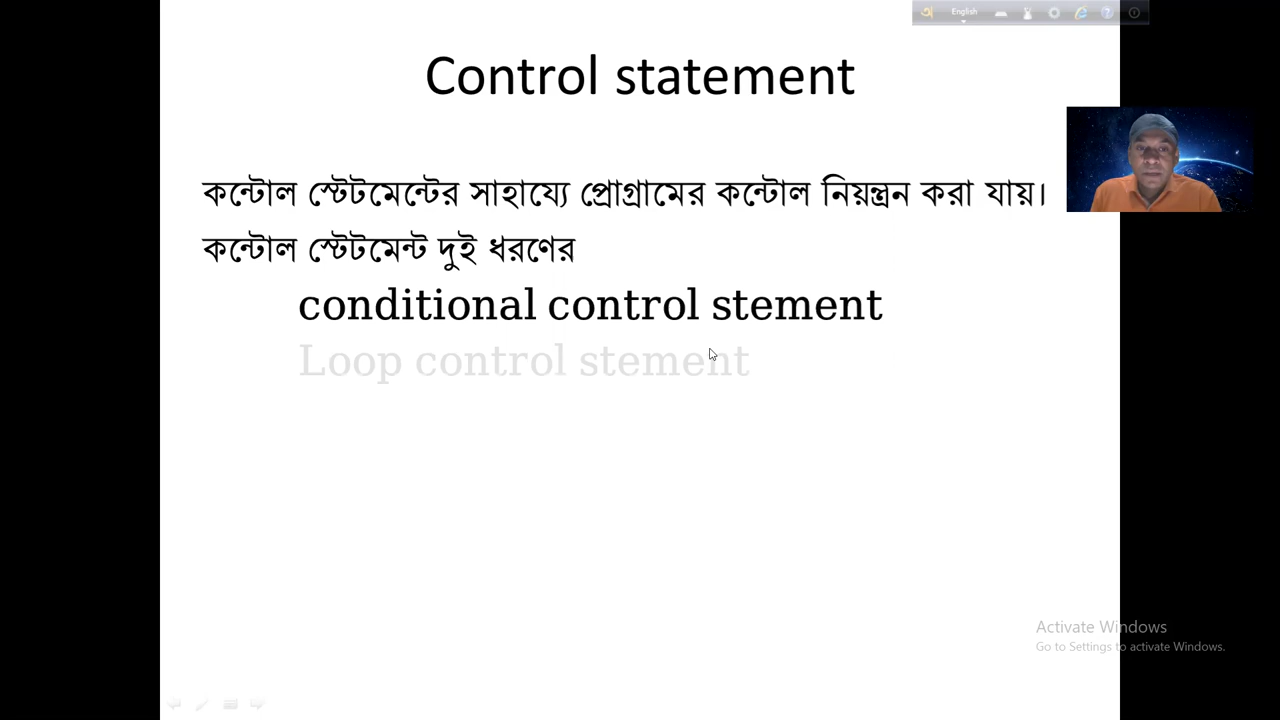 English
Control statement
কন্টোল স্টেটমেন্টের সাহায্যে প্রোগ্রামের কন্টোল নিয়ন্ত্রন করা যায়।
কন্টোল স্টেটমেন্ট দুই ধরণের
conditional control stement
Loop control stement
Activate Windows
Go to Settings to activate Windows.